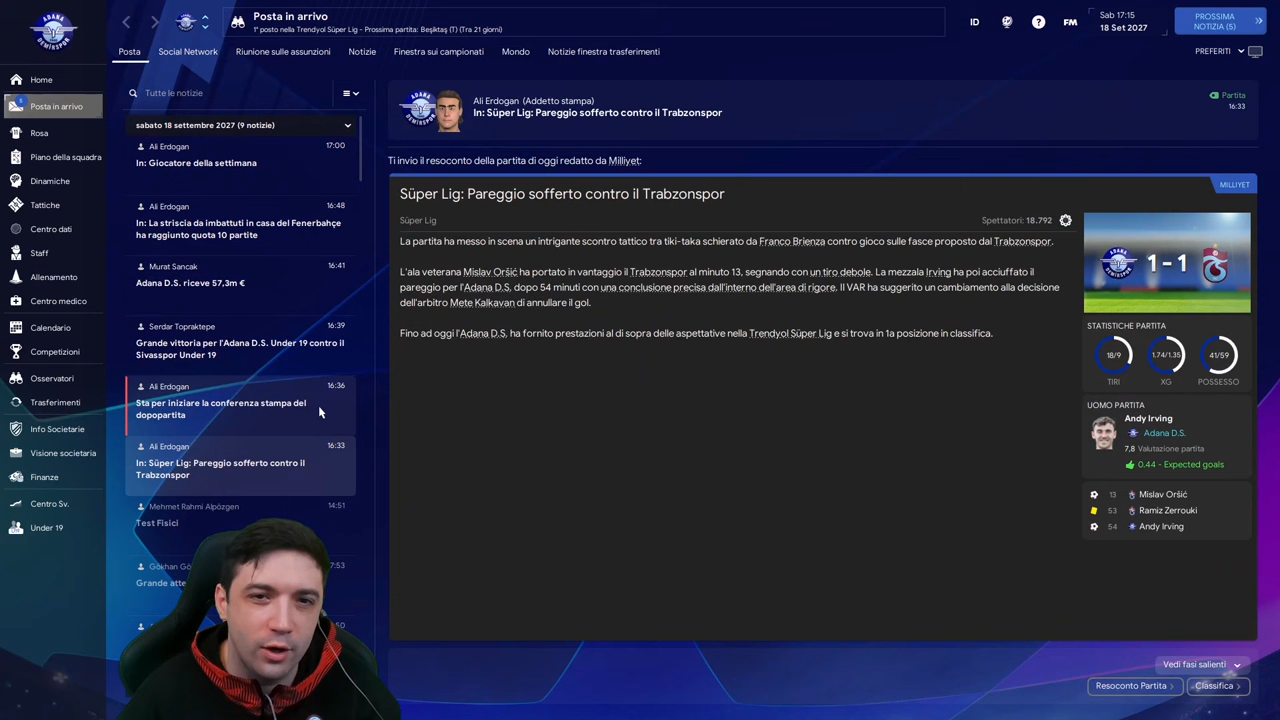 ADANA
DEMİRSPOR
Posta in arrivo
1° posto nella Trendyol Süper Lig - Prossima partita: Beşiktaş (T) (Tra 21 giorni)
ID
FM
Sab 17:15
18 Set 2027
PROSSIMA
NOTIZIA (5)
Posta
Social Network
Riunione sulle assunzioni
Notizie
Finestra sui campionati
Mondo
Notizie finestra trasferimenti
PREFERITI
Home
Posta in arrivo
Rosa
Piano della squadra
Dinamiche
Tattiche
Centro dati
Staff
Allenamento
Centro medico
Calendario
Competizioni
Osservatori
Trasferimenti
Info Societarie
Visione societaria
Finanze
Centro Sv.
Under 19
Tutte le notizie
sabato 18 settembre 2027 (9 notizie)
Ali Erdogan 17:00
In: Giocatore della settimana
Ali Erdogan 16:48
In: La striscia da imbattuti in casa del Fenerbahçe
ha raggiunto quota 10 partite
Murat Sancak 16:41
Adana D.S. riceve 57,3m €
Serdar Topraktepe 16:39
Grande vittoria per l'Adana D.S. Under 19 contro il
Sivasspor Under 19
Ali Erdogan 16:36
Sta per iniziare la conferenza stampa del
dopopartita
Ali Erdogan 16:33
In: Süper Lig: Pareggio sofferto contro il
Trabzonspor
Mehmet Rahmi Alpözgen 14:51
Test Fisici
Gökhan Gö
7:53
Grande atte
50
Ali Erdogan (Addetto stampa)
In: Süper Lig: Pareggio sofferto contro il Trabzonspor
Partita
16:33
Ti invio il resoconto della partita di oggi redatto da Milliyet:
Süper Lig: Pareggio sofferto contro il Trabzonspor
MILLIYET
Süper Lig
Spettatori: 18.792
La partita ha messo in scena un intrigante scontro tattico tra tiki-taka schierato da Franco Brienza contro gioco sulle fasce proposto dal Trabzonspor.
L'ala veterana Mislav Oršić ha portato in vantaggio il Trabzonspor al minuto 13, segnando con un tiro debole. La mezzala Irving ha poi acciuffato il
pareggio per l'Adana D.S. dopo 54 minuti con una conclusione precisa dall'interno dell'area di rigore. Il VAR ha suggerito un cambiamento alla decisione
dell'arbitro Mete Kalkavan di annullare il gol.
Fino ad oggi l'Adana D.S. ha fornito prestazioni al di sopra delle aspettative nella Trendyol Süper Lig e si trova in 1a posizione in classifica.
1-1
STATISTICHE PARTITA
18/9
1.74/1.35
41/59
TIRI
XG
POSSESSO
UOMO PARTITA
Andy Irving
Adana D.S.
7,8 Valutazione partita
0.44 - Expected goals
13 Mislav Oršić
53 Ramiz Zerrouki
54 Andy Irving
Vedi fasi salienti
Resoconto Partita
Classifica